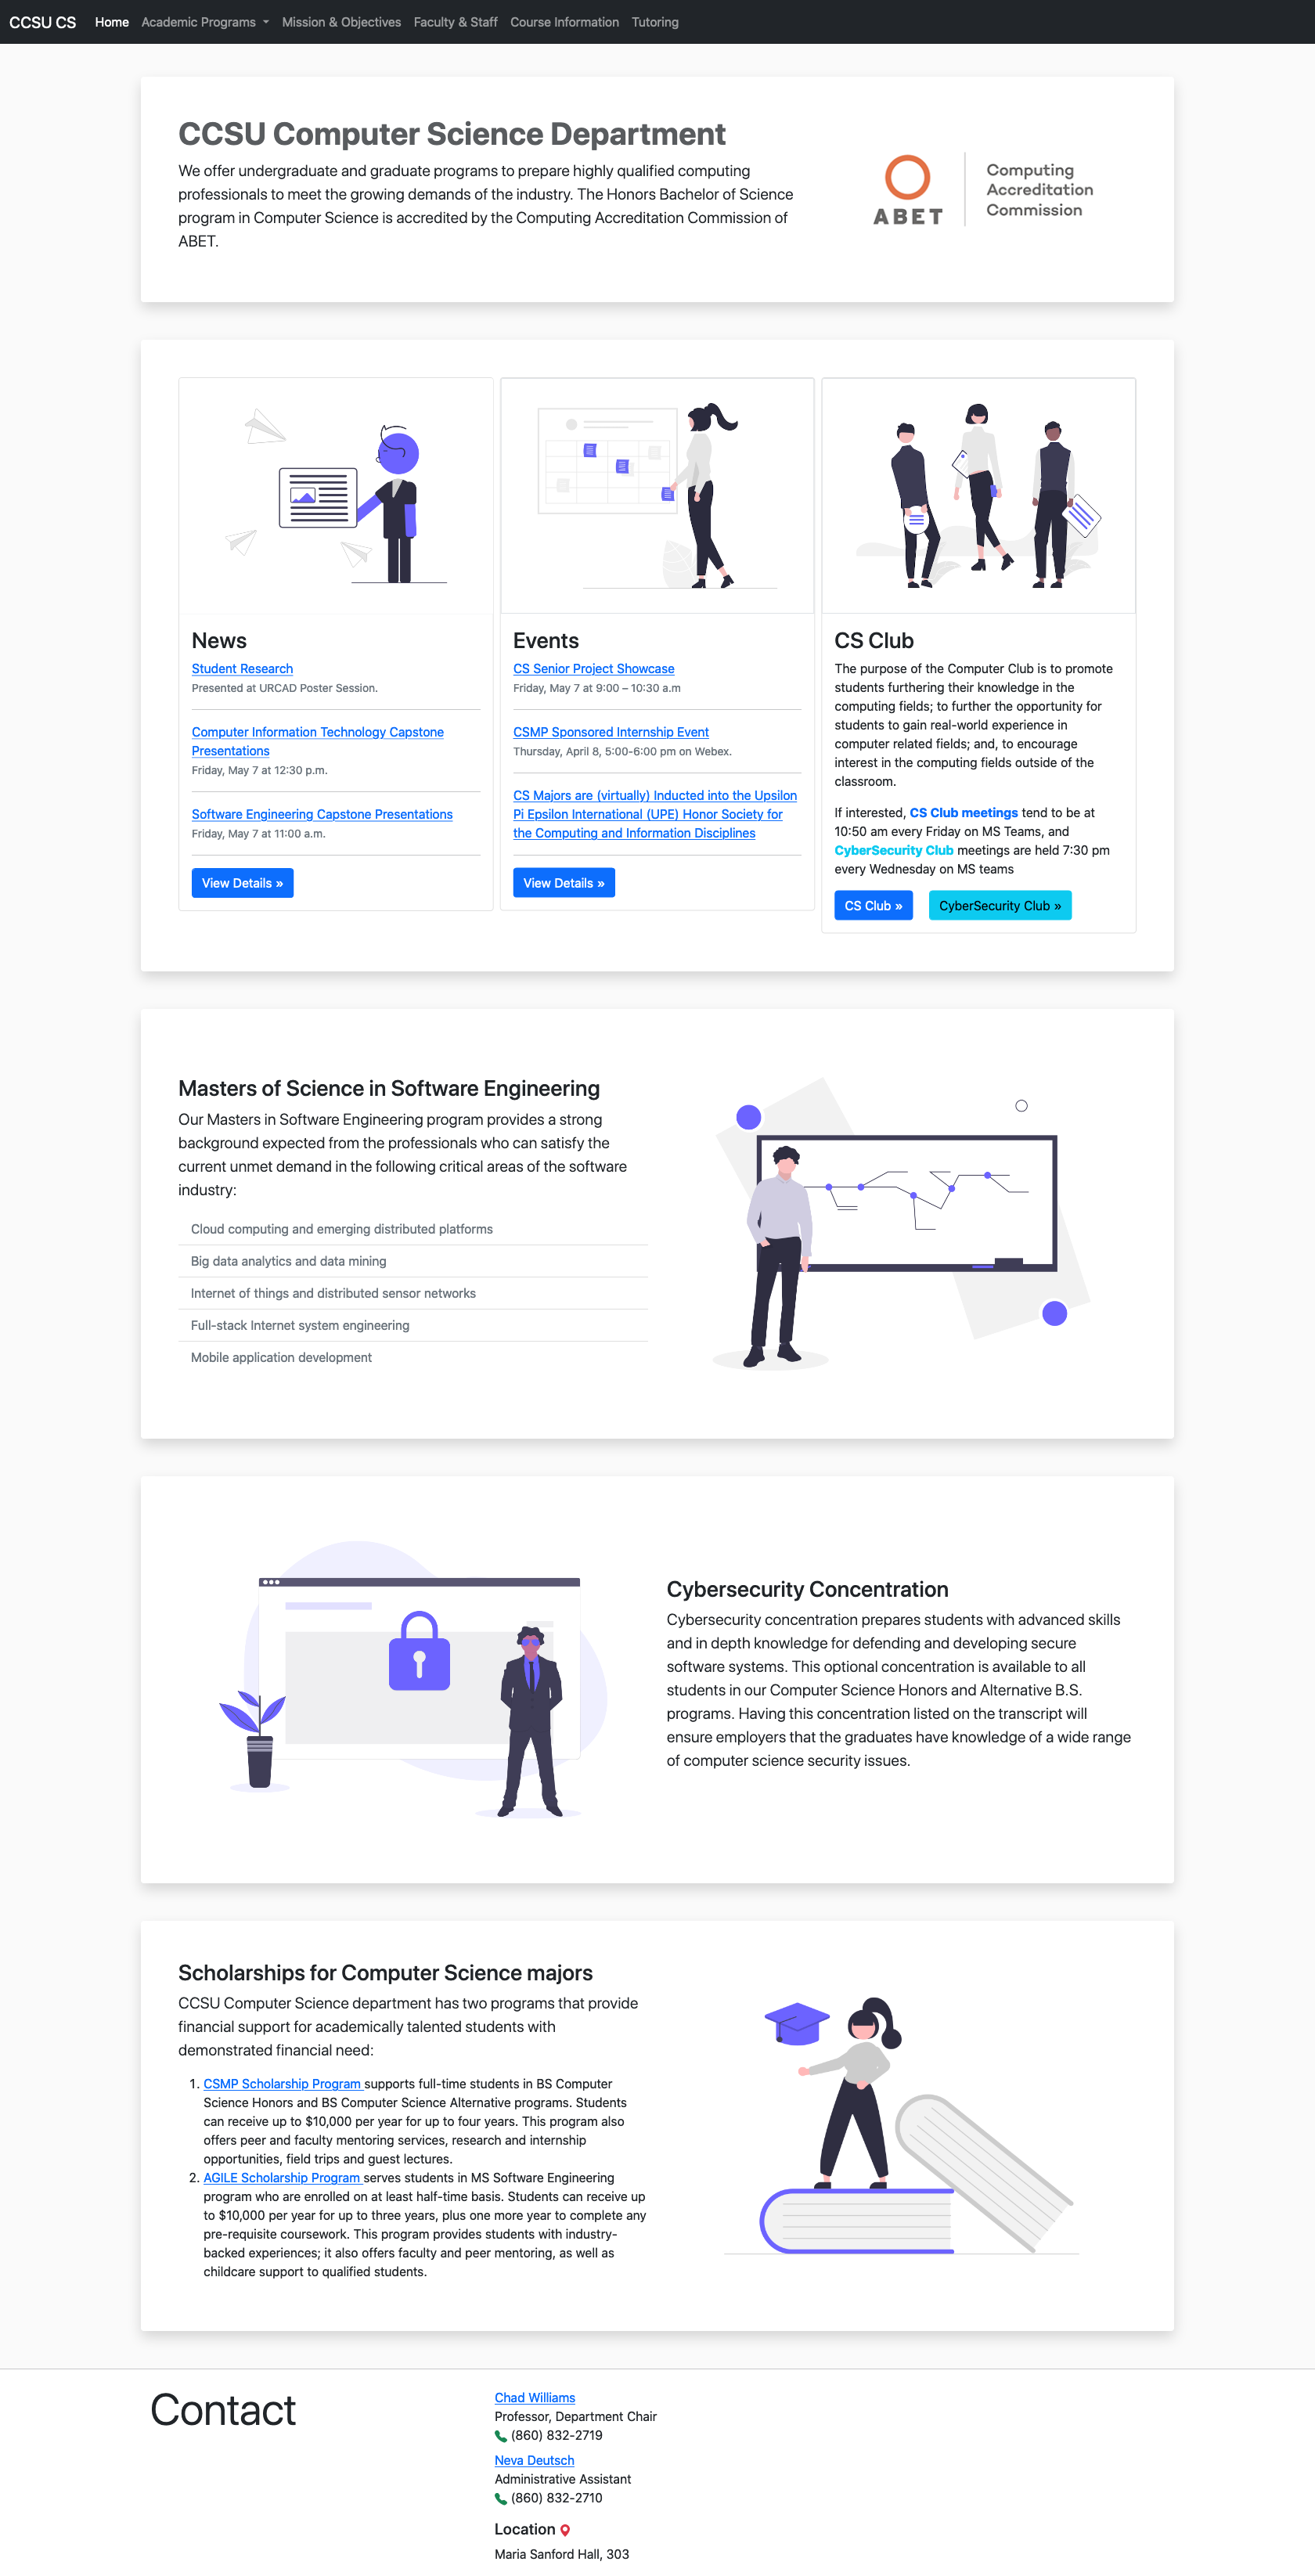 CCSU CS Home Academic Programs Mission & Objectives Faculty & Staff Course Information Tutoring
CCSU Computer Science Department
We offer undergraduate and graduate programs to prepare highly qualified computing
professionals to meet the growing demands of the industry. The Honors Bachelor of Science
program in Computer Science is accredited by the Computing Accreditation Commission of
ABET.
ABET
Computing
Accreditation
Commission
News
Student Research
Presented at URCAD Poster Session.
Computer Information Technology Capstone
Presentations
Friday, May 7 at 12:30 p.m.
Software Engineering Capstone Presentations
Friday, May 7 at 11:00 a.m.
View Details »
Events
CS Senior Project Showcase
Friday, May 7 at 9:00 – 10:30 a.m
CSMP Sponsored Internship Event
Thursday, April 8, 5:00-6:00 pm on Webex.
CS Majors are (virtually) Inducted into the Upsilon
Pi Epsilon International (UPE) Honor Society for
the Computing and Information Disciplines
View Details »
CS Club
The purpose of the Computer Club is to promote
students furthering their knowledge in the
computing fields; to further the opportunity for
students to gain real-world experience in
computer related fields; and, to encourage
interest in the computing fields outside of the
classroom.
If interested, CS Club meetings tend to be at
10:50 am every Friday on MS Teams, and
CyberSecurity Club meetings are held 7:30 pm
every Wednesday on MS teams
CS Club » CyberSecurity Club »
Masters of Science in Software Engineering
Our Masters in Software Engineering program provides a strong
background expected from the professionals who can satisfy the
current unmet demand in the following critical areas of the software
industry:
Cloud computing and emerging distributed platforms
Big data analytics and data mining
Internet of things and distributed sensor networks
Full-stack Internet system engineering
Mobile application development
Cybersecurity Concentration
Cybersecurity concentration prepares students with advanced skills
and in depth knowledge for defending and developing secure
software systems. This optional concentration is available to all
students in our Computer Science Honors and Alternative B.S.
programs. Having this concentration listed on the transcript will
ensure employers that the graduates have knowledge of a wide range
of computer science security issues.
Scholarships for Computer Science majors
CCSU Computer Science department has two programs that provide
financial support for academically talented students with
demonstrated financial need:
1. CSMP Scholarship Program supports full-time students in BS Computer
Science Honors and BS Computer Science Alternative programs. Students
can receive up to $10,000 per year for up to four years. This program also
offers peer and faculty mentoring services, research and internship
opportunities, field trips and guest lectures.
2. AGILE Scholarship Program serves students in MS Software Engineering
program who are enrolled on at least half-time basis. Students can receive up
to $10,000 per year for up to three years, plus one more year to complete any
pre-requisite coursework. This program provides students with industry-
backed experiences; it also offers faculty and peer mentoring, as well as
childcare support to qualified students.
Contact
Chad Williams
Professor, Department Chair
(860) 832-2719
Neva Deutsch
Administrative Assistant
(860) 832-2710
Location
Maria Sanford Hall, 303